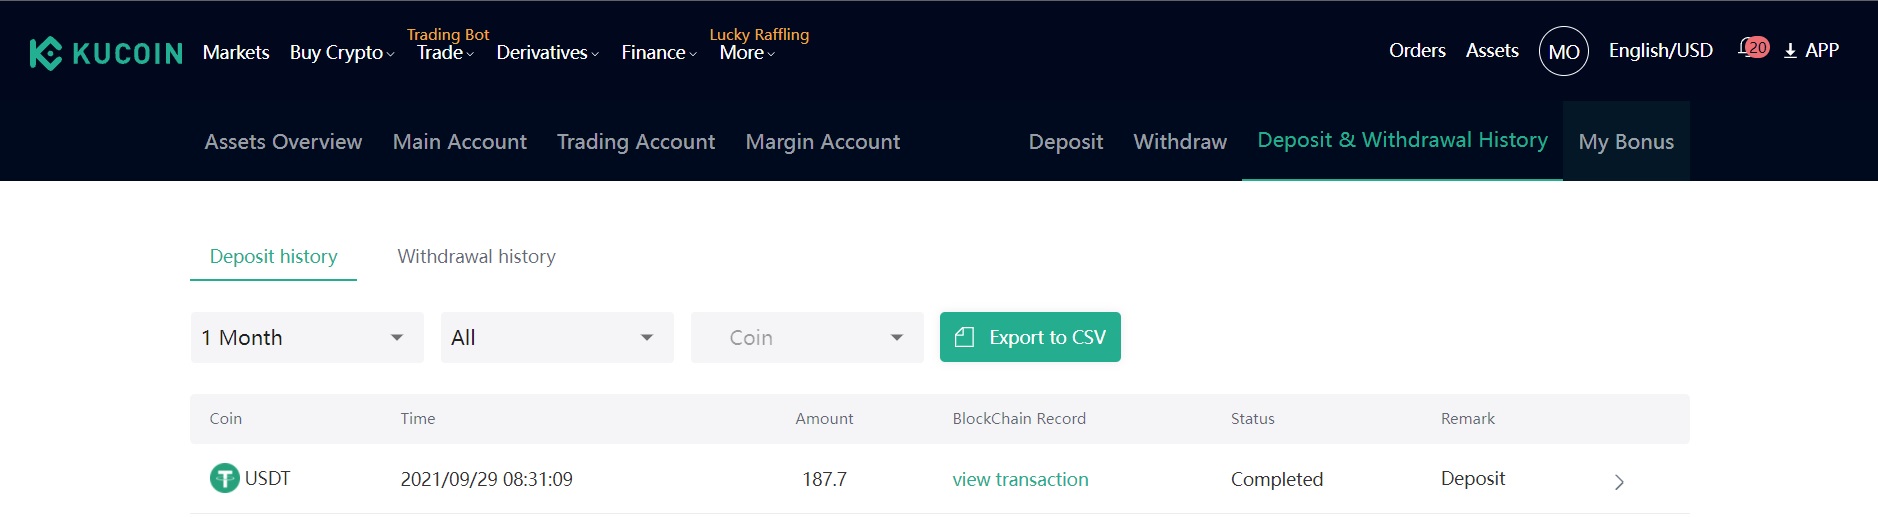 Trading Bot Lucky Raffling
KUCOIN Markets Buy Crypto Trade Derivatives Finance More Orders Assets MO English/USD 20 APP
Assets Overview Main Account Trading Account Margin Account Deposit Withdraw Deposit & Withdrawal History My Bonus
Deposit history Withdrawal history
1 Month All Coin Export to CSV
Coin Time Amount BlockChain Record Status Remark
USDT 2021/09/29 08:31:09 187.7 view transaction Completed Deposit